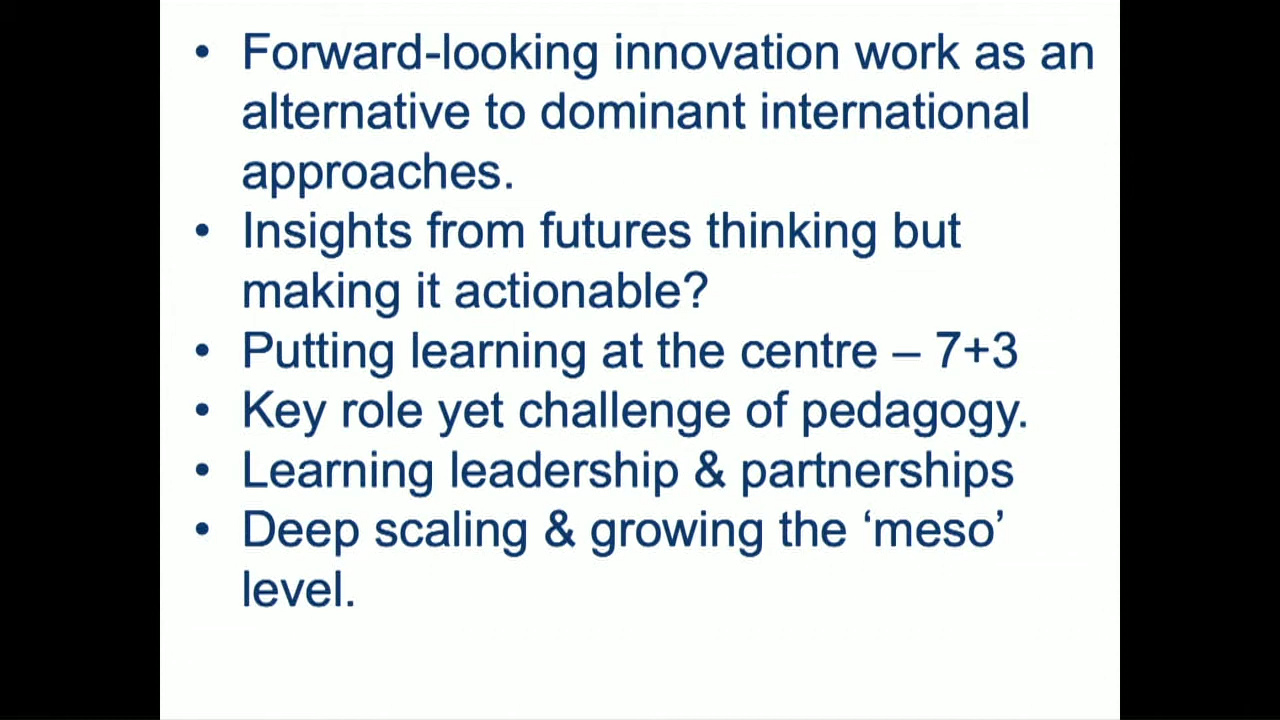 • Forward-looking innovation work as an
alternative to dominant international
approaches.
• Insights from futures thinking but
making it actionable?
• Putting learning at the centre – 7+3
• Key role yet challenge of pedagogy.
• Learning leadership & partnerships
• Deep scaling & growing the ‘meso’
level.